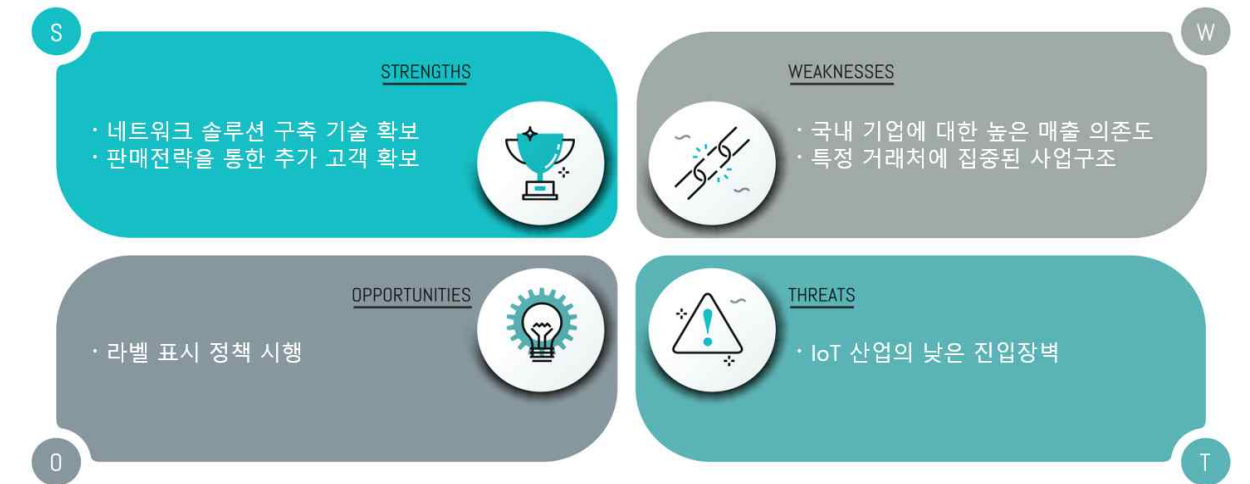 S
STRENGTHS
· 네트워크 솔루션 구축 기술 확보
· 판매전략을 통한 추가 고객 확보
W
WEAKNESSES
· 국내 기업에 대한 높은 매출 의존도
· 특정 거래처에 집중된 사업구조
OPPORTUNITIES
· 라벨 표시 정책 시행
O
THREATS
· IoT 산업의 낮은 진입장벽
T